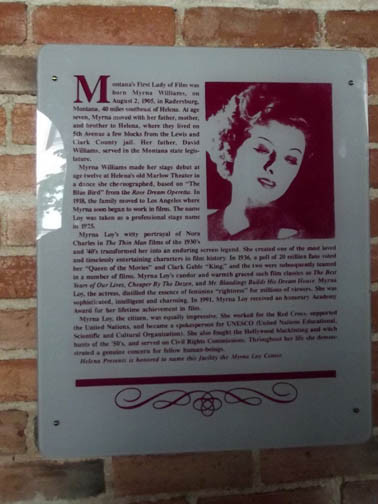 Montana's First Lady of Film was
born Myrna Williams, on
August 2, 1905, in Radersburg,
Montana, 40 miles southeast of Helena. At age
seven, Myrna moved with her father, mother,
and brother to Helena, where they lived on
5th Avenue a few blocks from the Lewis and
Clark County jail. Her father, David
Williams, served in the Montana state legis-
lature.
Myrna Williams made her stage debut at
age twelve at Helena's old Marlow Theater in
a dance she choreographed, based on "The
Blue Bird" from the Rose Dream Operetta. In
1918, the family moved to Los Angeles where
Myrna soon began to work in films. The name
Loy was taken as a professional stage name
in 1925.
Myrna Loy's witty portrayal of Nora
Charles in The Thin Man films of the 1930's
and '40's transformed her into an enduring screen legend. She created one of the most loved
and timelessly entertaining characters in film history. In 1936, a poll of 20 million fans voted
her "Queen of the Movies" and Clark Gable "King," and the two were subsequently teamed
in a number of films. Myrna Loy's candor and warmth graced such film classics as The Best
Years of Our Lives, Cheaper By The Dozen, and Mr. Blandings Builds His Dream House. Myrna
Loy, the actress, distilled the essence of feminine "rightness" for millions of viewers. She was
sophisticated, intelligent and charming. In 1991, Myrna Loy received an honorary Academy
Award for her lifetime achievement in film.
Myrna Loy, the citizen, was equally impressive. She worked for the Red Cross, supported
the United Nations, and became a spokesperson for UNESCO (United Nations Educational,
Scientific and Cultural Organization). She also fought the Hollywood blacklisting and witch
hunts of the '50's, and served on Civil Rights Commissions. Throughout her life she demon-
strated a genuine concern for fellow human-beings.
Helena Presents is honored to name this facility the Myrna Loy Center.